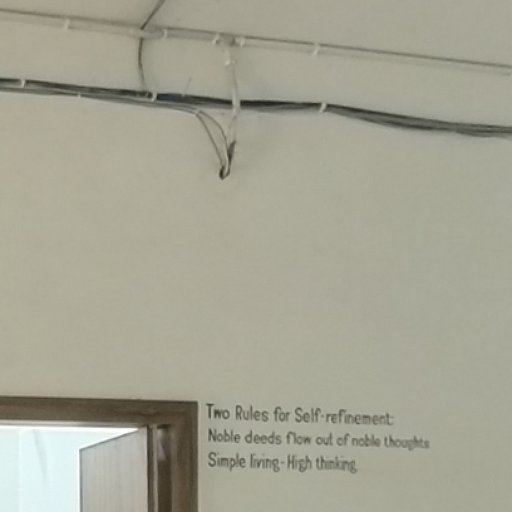 Two Rules for Self-refinement:
Noble deeds flow out of noble thoughts
Simple living-High thinking.